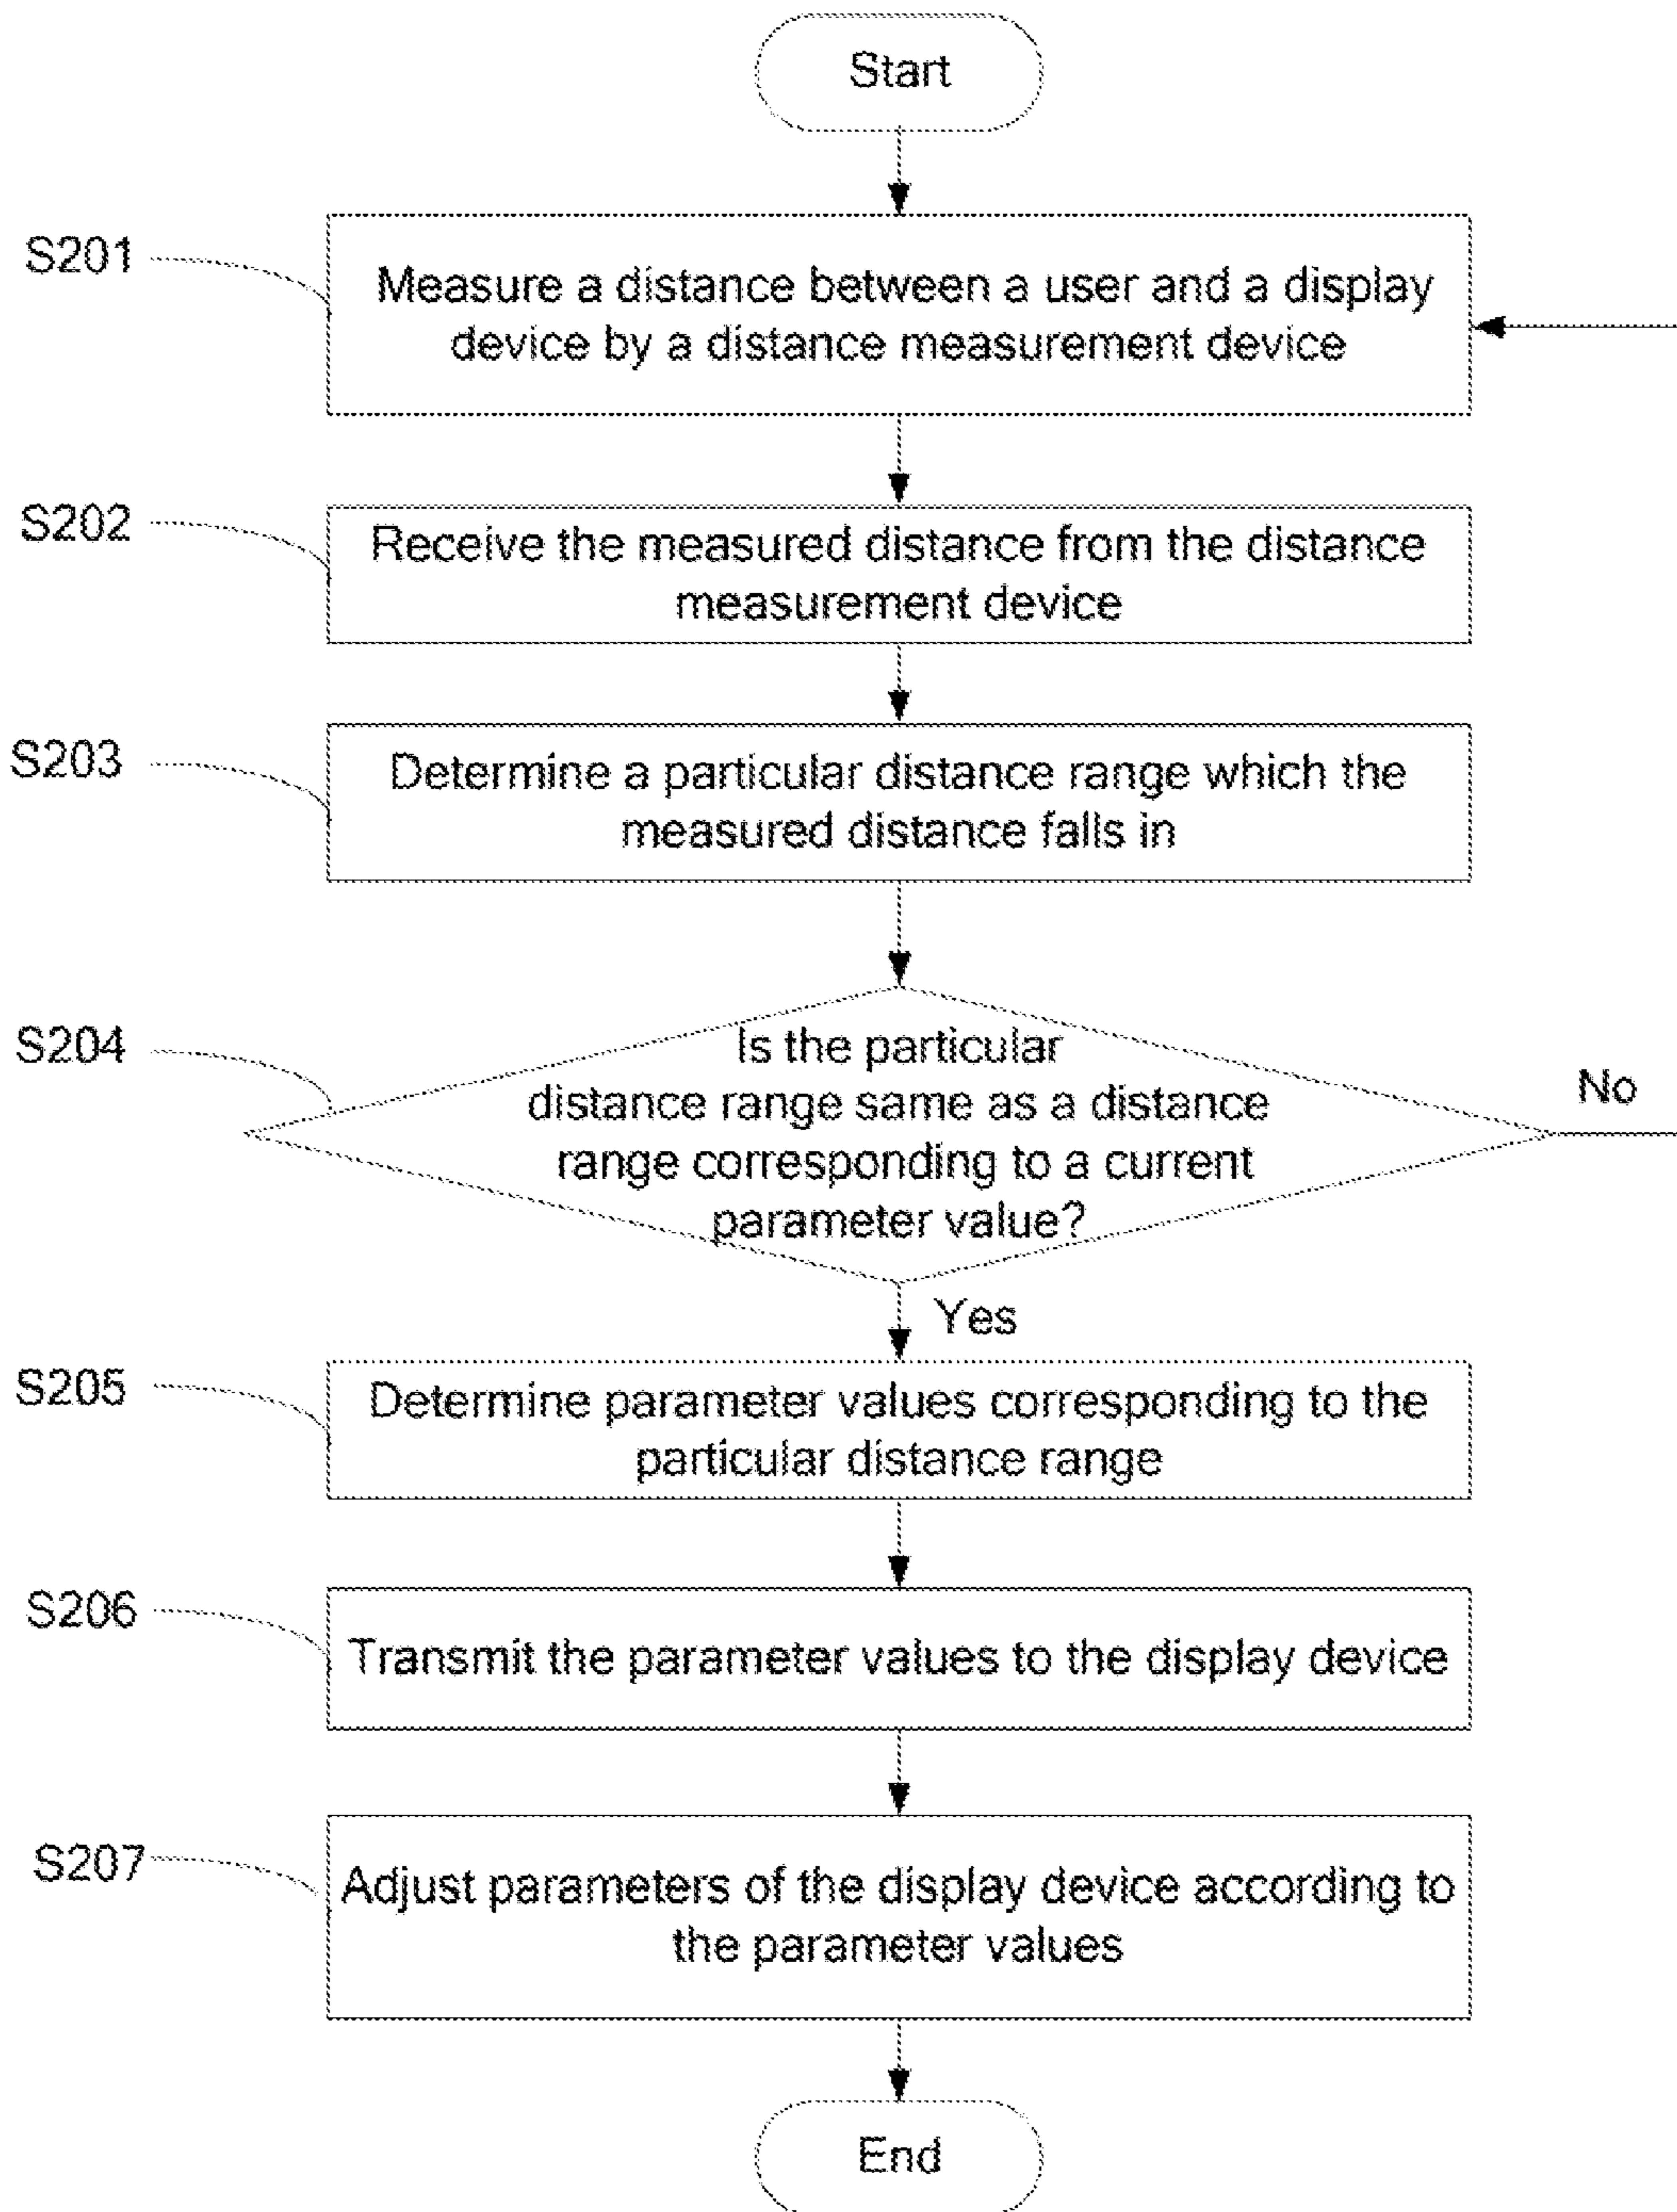 Start
S201
Measure a distance between a user and a display
device by a distance measurement device
S202
Receive the measured distance from the distance
measurement device
S203
Determine a particular distance range which the
measured distance falls in
S204
Is the particular
distance range same as a distance
range corresponding to a current
parameter value?
No
Yes
S205
Determine parameter values corresponding to the
particular distance range
S206
Transmit the parameter values to the display device
S207
Adjust parameters of the display device according to
the parameter values
End